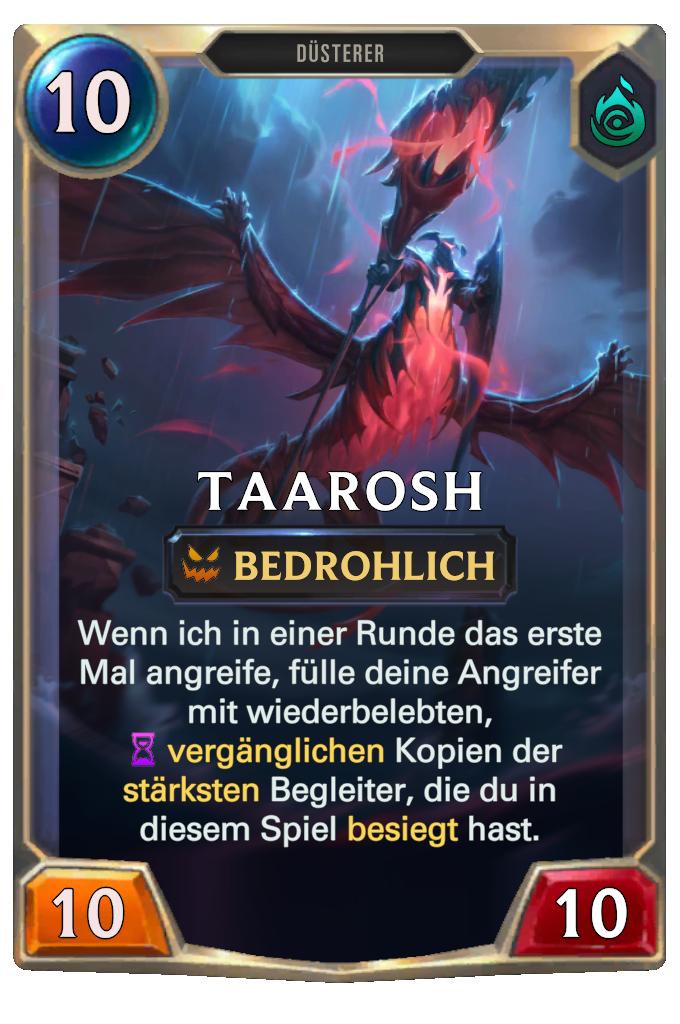 DÜSTERER
10
TAAROSH
BEDROHLICH
Wenn ich in einer Runde das erste
Mal angreife, fülle deine Angreifer
mit wiederbelebten,
vergänglichen Kopien der
stärksten Begleiter, die du in
diesem Spiel besiegt hast.
10
10